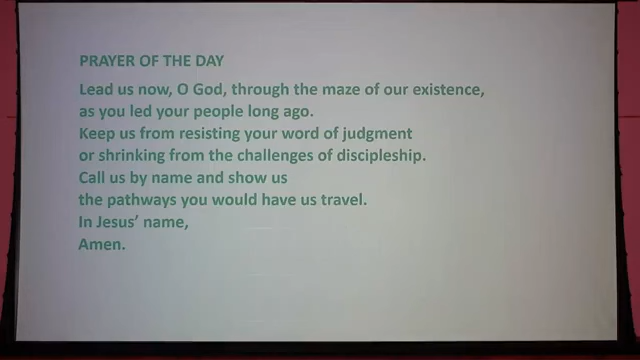 PRAYER OF THE DAY
Lead us now, O God, through the maze of our existence,
as you led your people long ago.
Keep us from resisting your word of judgment
or shrinking from the challenges of discipleship.
Call us by name and show us
the pathways you would have us travel.
In Jesus’ name,
Amen.